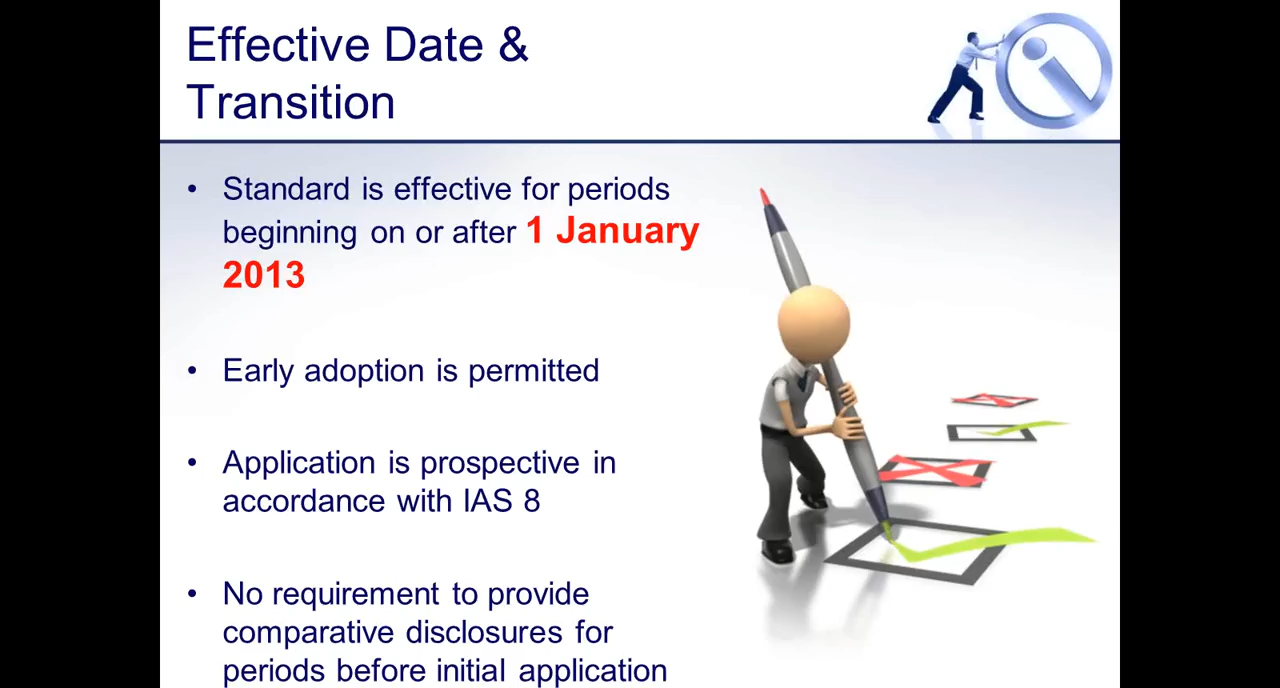 Effective Date &
Transition
• Standard is effective for periods
beginning on or after 1 January
2013
• Early adoption is permitted
• Application is prospective in
accordance with IAS 8
• No requirement to provide
comparative disclosures for
periods before initial application